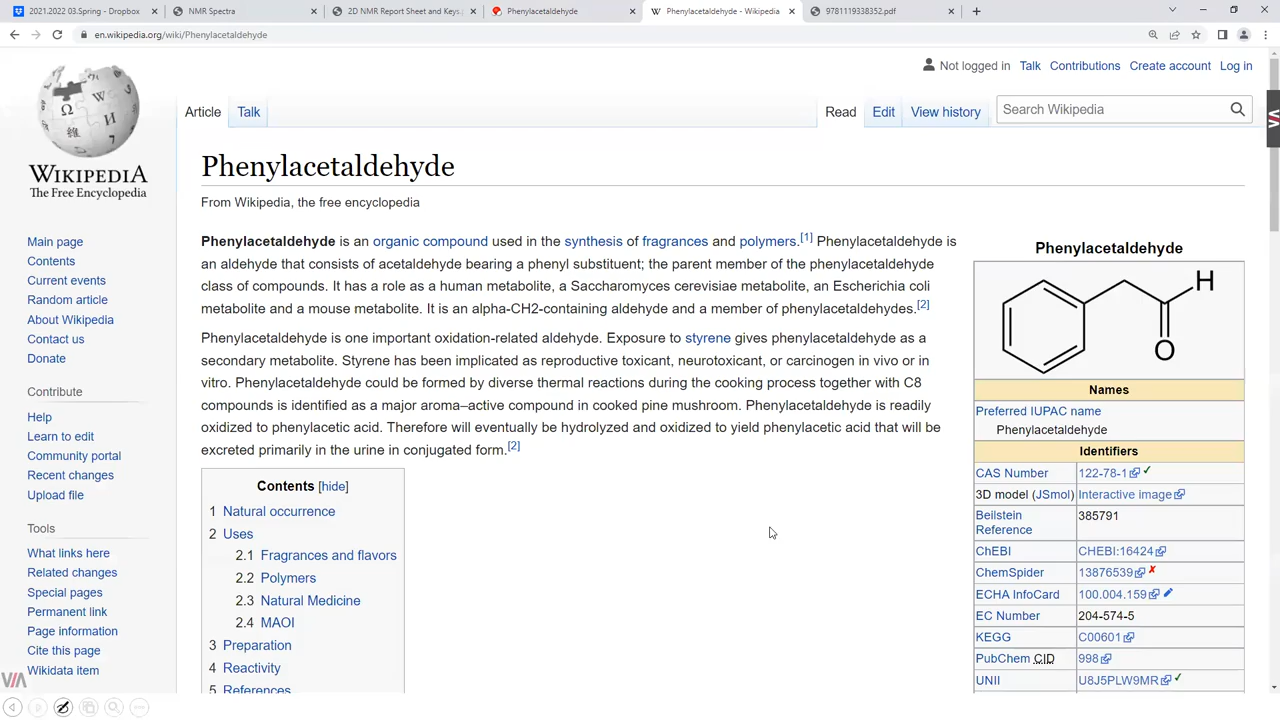 2021.2022 03.Spring - Dropbox
NMR Spectra
2D NMR Report Sheet and Keys.p
Phenylacetaldehyde
Phenylacetaldehyde - Wikipedia
9781119338352.pdf
en.wikipedia.org/wiki/Phenylacetaldehyde
Not logged in Talk Contributions Create account Log in
Article Talk Read Edit View history Search Wikipedia
WIKIPEDIA
The Free Encyclopedia
Main page
Contents
Current events
Random article
About Wikipedia
Contact us
Donate
Contribute
Help
Learn to edit
Community portal
Recent changes
Upload file
Tools
What links here
Related changes
Special pages
Permanent link
Page information
Cite this page
Wikidata item
Phenylacetaldehyde
From Wikipedia, the free encyclopedia
Phenylacetaldehyde is an organic compound used in the synthesis of fragrances and polymers.[1] Phenylacetaldehyde is
an aldehyde that consists of acetaldehyde bearing a phenyl substituent; the parent member of the phenylacetaldehyde
class of compounds. It has a role as a human metabolite, a Saccharomyces cerevisiae metabolite, an Escherichia coli
metabolite and a mouse metabolite. It is an alpha-CH2-containing aldehyde and a member of phenylacetaldehydes.[2]
Phenylacetaldehyde is one important oxidation-related aldehyde. Exposure to styrene gives phenylacetaldehyde as a
secondary metabolite. Styrene has been implicated as reproductive toxicant, neurotoxicant, or carcinogen in vivo or in
vitro. Phenylacetaldehyde could be formed by diverse thermal reactions during the cooking process together with C8
compounds is identified as a major aroma–active compound in cooked pine mushroom. Phenylacetaldehyde is readily
oxidized to phenylacetic acid. Therefore will eventually be hydrolyzed and oxidized to yield phenylacetic acid that will be
excreted primarily in the urine in conjugated form.[2]
Contents [hide]
1 Natural occurrence
2 Uses
2.1 Fragrances and flavors
2.2 Polymers
2.3 Natural Medicine
2.4 MAOI
3 Preparation
4 Reactivity
5 References
Phenylacetaldehyde
H
O
Names
Preferred IUPAC name
Phenylacetaldehyde
Identifiers
CAS Number 122-78-1
3D model (JSmol) Interactive image
Beilstein
Reference 385791
ChEBI CHEBI:16424
ChemSpider 13876539
ECHA InfoCard 100.004.159
EC Number 204-574-5
KEGG C00601
PubChem CID 998
UNII U8J5PLW9MR
VIA